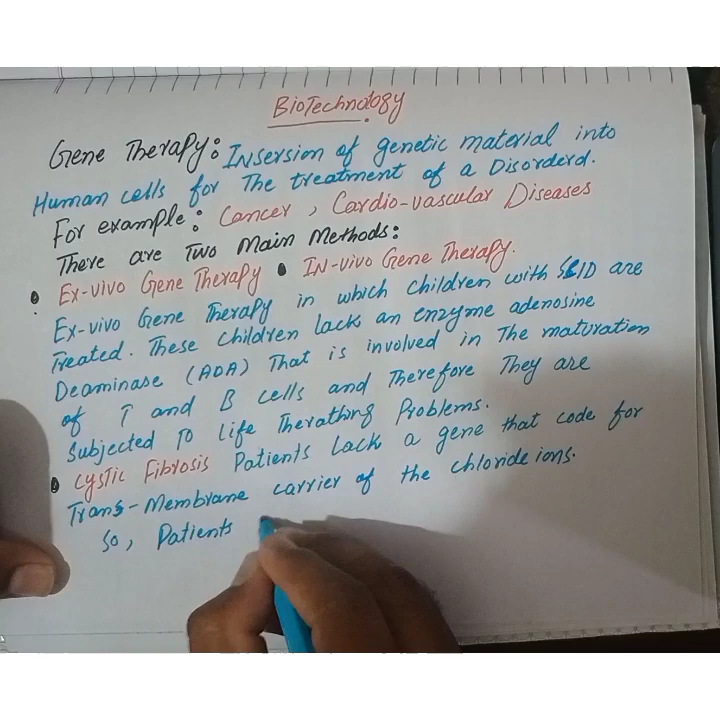 BioTechnology
Gene Therapy: Insersion of genetic material into
Human cells for The treatment of a Disorderd.
For example: Cancer, Cardio-vascular Diseases
There are Two Main Methods:
• Ex-vivo Gene Therapy • IN-vivo Gene Therapy.
Ex-vivo Gene Therapy in which children with SCID are
Treated. These children lack an enzyme adenosine
Deaminase (ADA) That is involved in The maturation
of T and B cells and Therefore They are
subjected To life Therathing Problems.
• Cystic Fibrosis Patients Lack a gene that code for
Trans-Membrane carrier of the chloride ions.
So, Patients